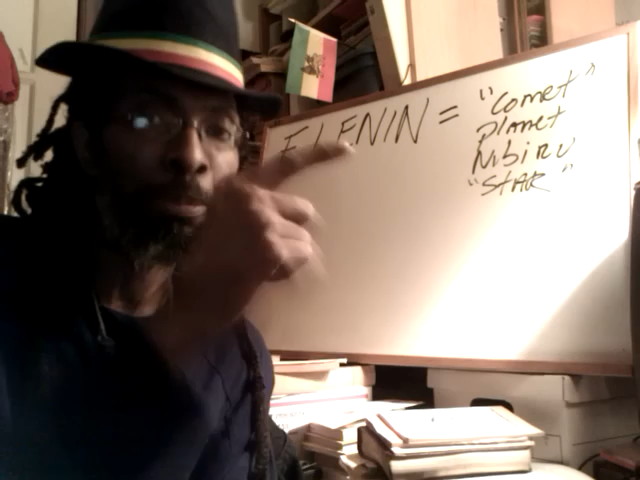 ELENIN = "Comet"
planet
NibiRU
"STAR"